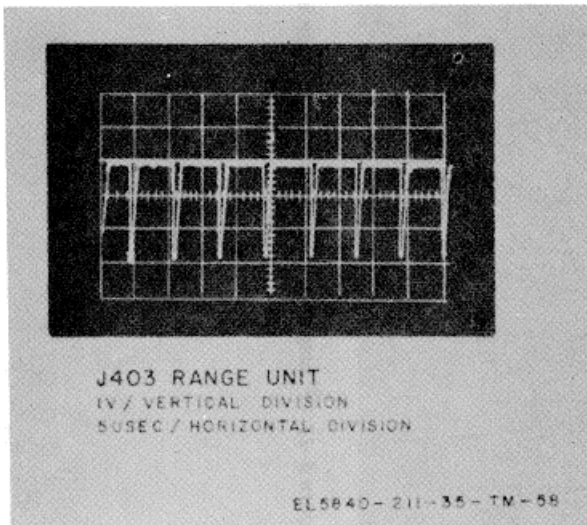 J403 RANGE UNIT
1V / VERTICAL DIVISION
5USEC / HORIZONTAL DIVISION
EL5840-211-35-TM-58